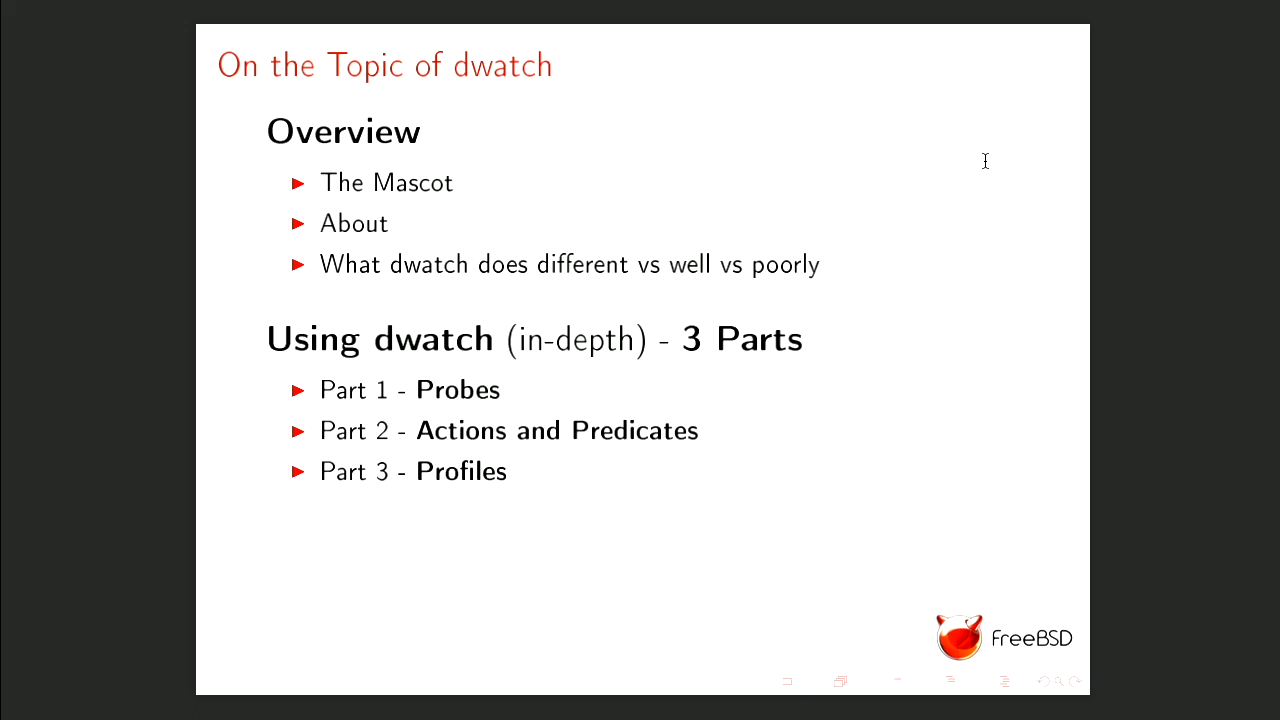 On the Topic of dwatch
Overview
The Mascot
About
What dwatch does different vs well vs poorly
Using dwatch (in-depth) - 3 Parts
Part 1 - Probes
Part 2 - Actions and Predicates
Part 3 - Profiles
FreeBSD